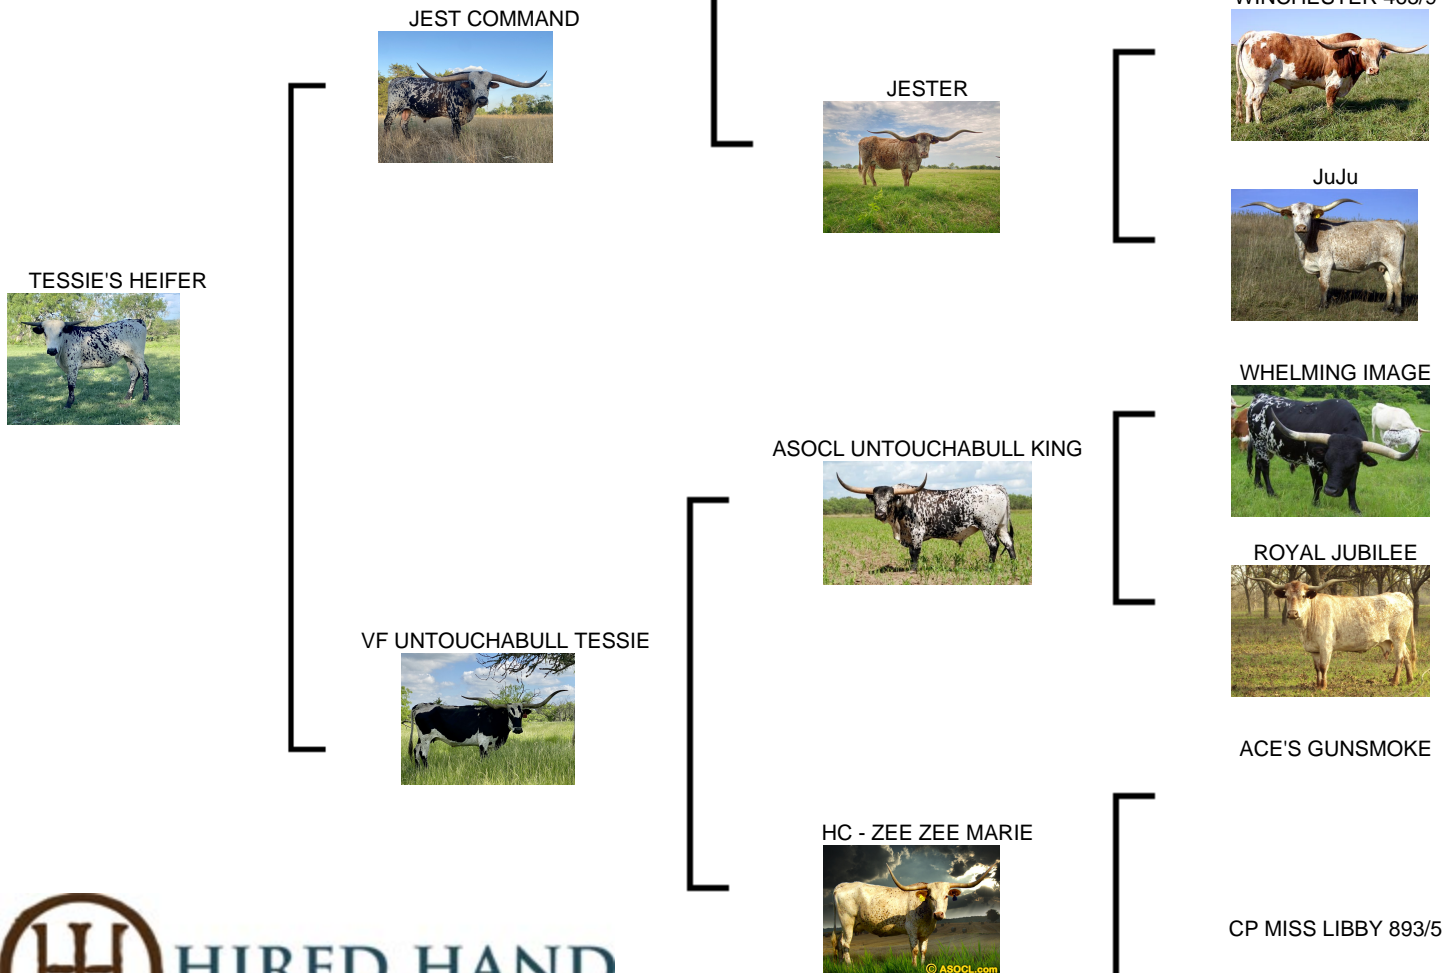 JEST COMMAND
JESTER
JuJu
TESSIE'S HEIFER
WHELMING IMAGE
ASOCL UNTOUCHABULL KING
ROYAL JUBILEE
VF UNTOUCHABULL TESSIE
ACE'S GUNSMOKE
HC - ZEE ZEE MARIE
CP MISS LIBBY 893/5
© ASOCL.com
HIRED HAND